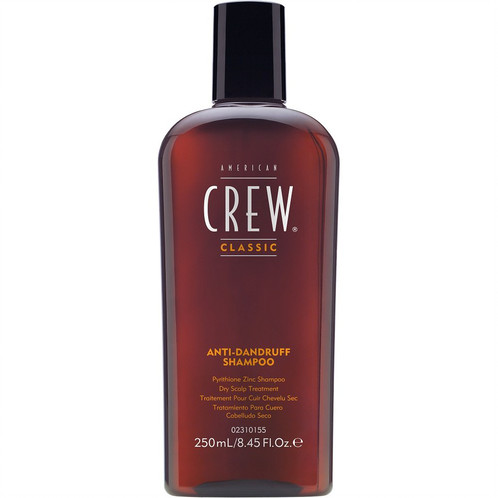 AMERICAN
CREW®
CLASSIC
ANTI-DANDRUFF
SHAMPOO
Pyrithione Zinc Shampoo
Dry Scalp Treatment
Traitement Pour Cuir Chevelu Sec
Tratamiento Para Cuero
Cabelludo Seco
02310155
250mL/8.45 Fl.Oz.℮